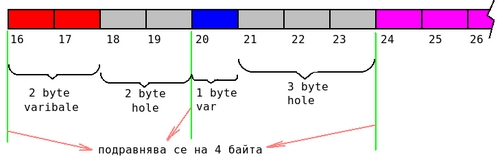 16 17 18 19 20 21 22 23 24 25 26
2 byte
varibale
2 byte
hole
1 byte
var
3 byte
hole
подравнява се на 4 байта